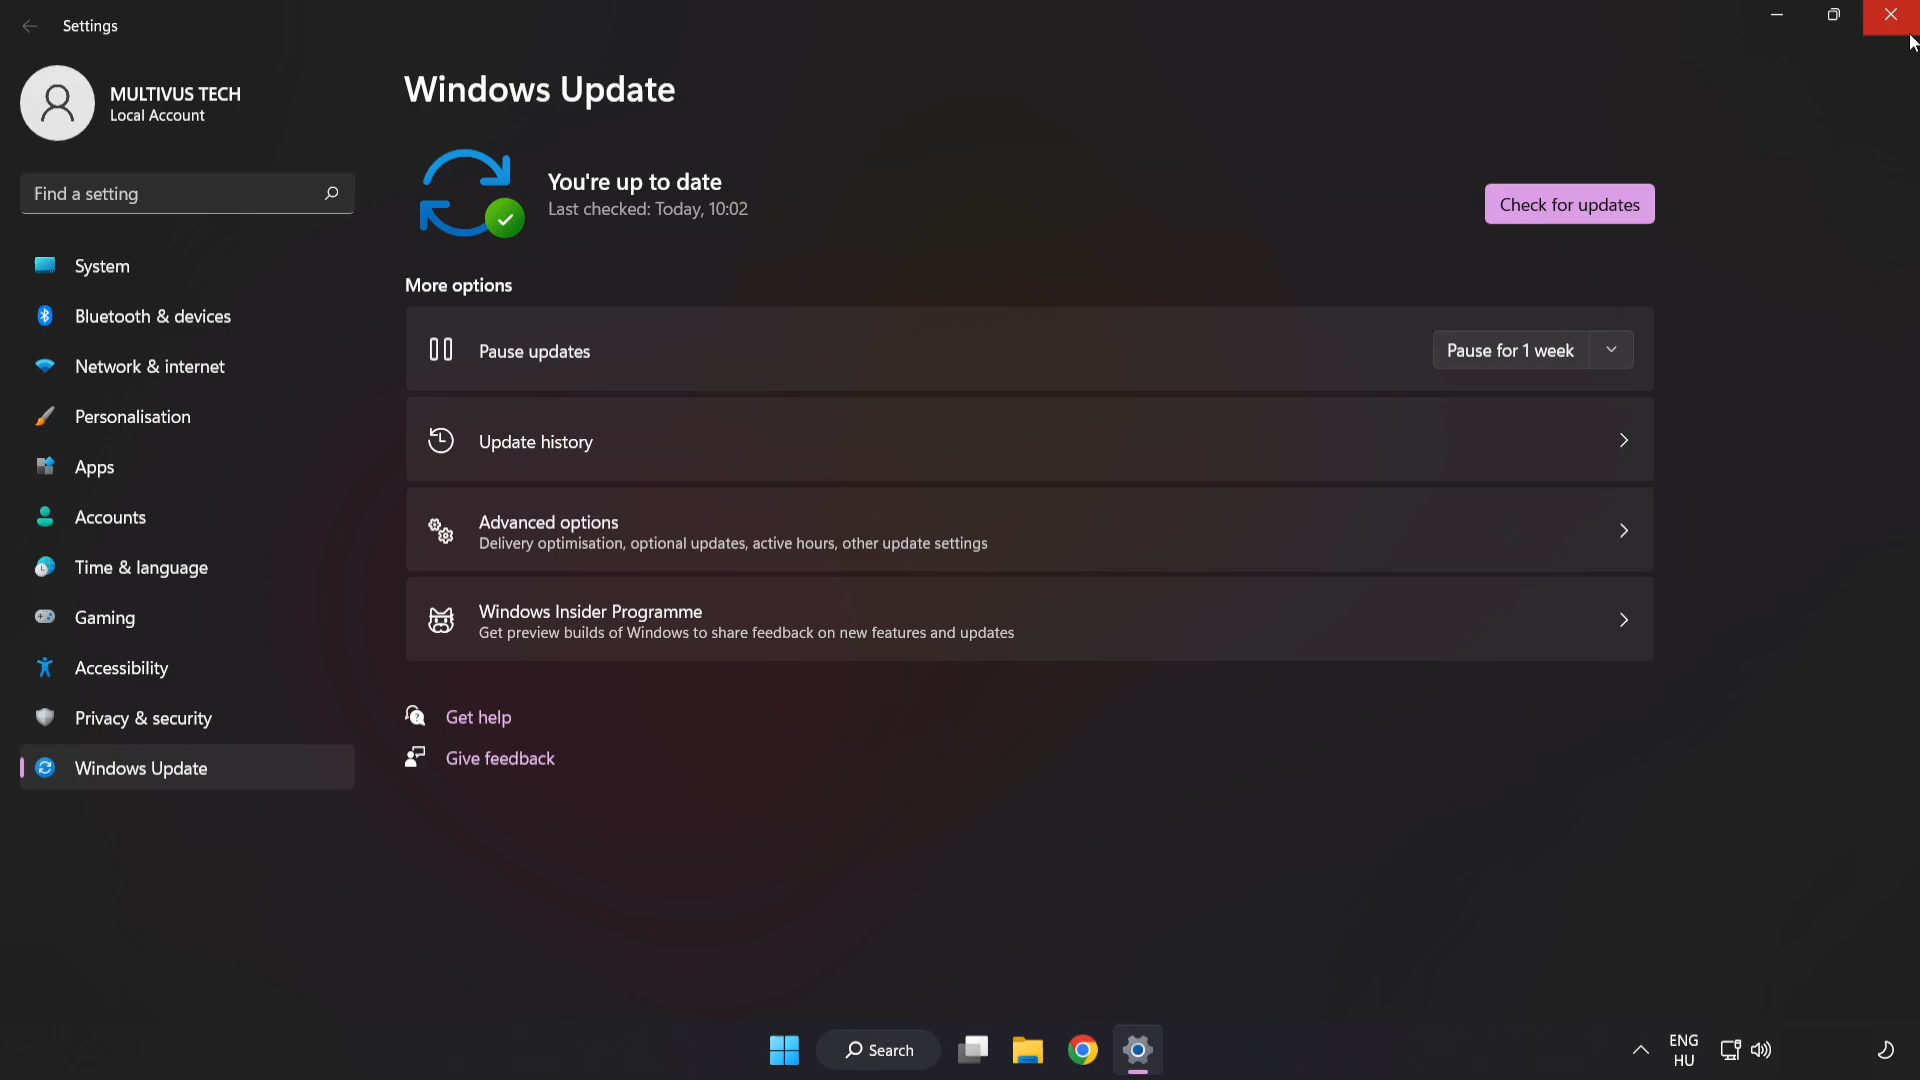 Settings
MULTIVUS TECH
Local Account
Find a setting
System
Bluetooth & devices
Network & internet
Personalisation
Apps
Accounts
Time & language
Gaming
Accessibility
Privacy & security
Windows Update
Windows Update
You're up to date
Last checked: Today, 10:02
Check for updates
More options
Pause updates
Pause for 1 week
Update history
Advanced options
Delivery optimisation, optional updates, active hours, other update settings
Windows Insider Programme
Get preview builds of Windows to share feedback on new features and updates
Get help
Give feedback
Search
ENG
HU